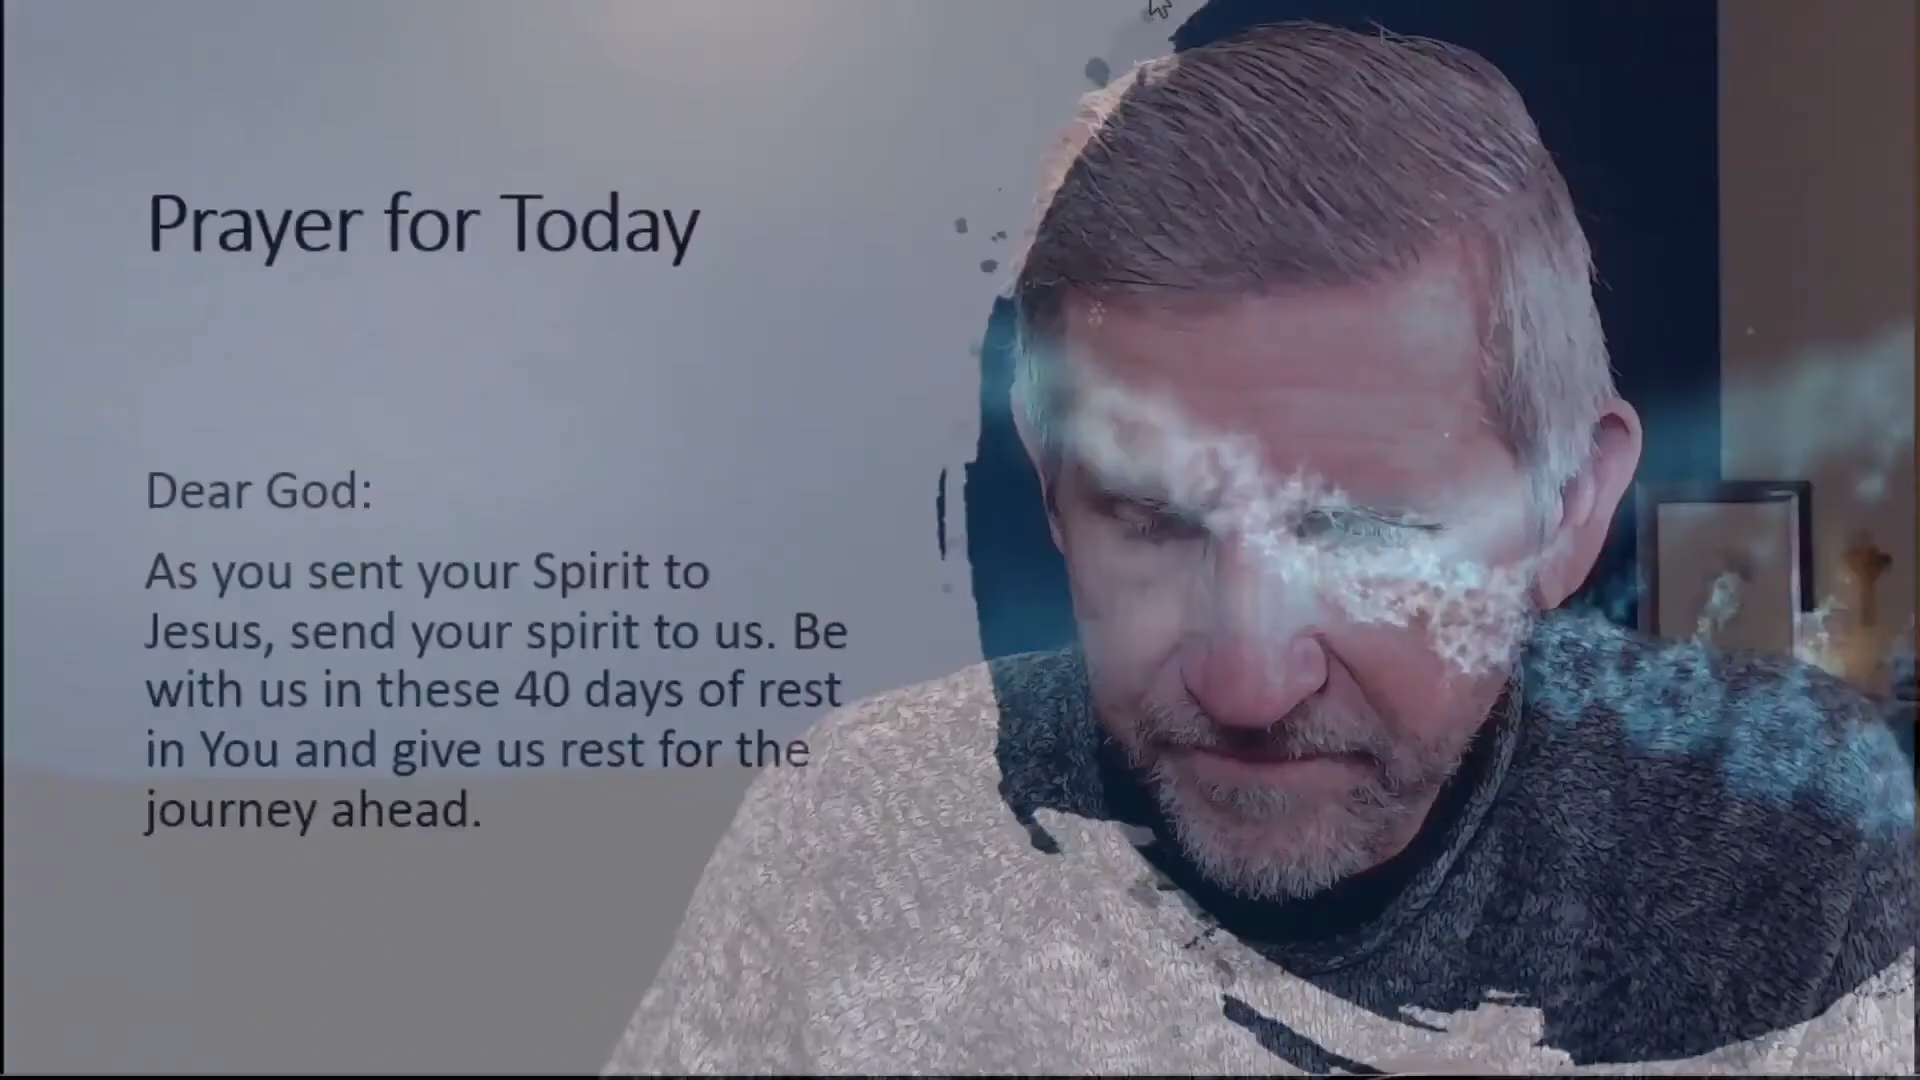 Prayer for Today
Dear God:
As you sent your Spirit to
Jesus, send your spirit to us. Be
with us in these 40 days of rest
in You and give us rest for the
journey ahead.